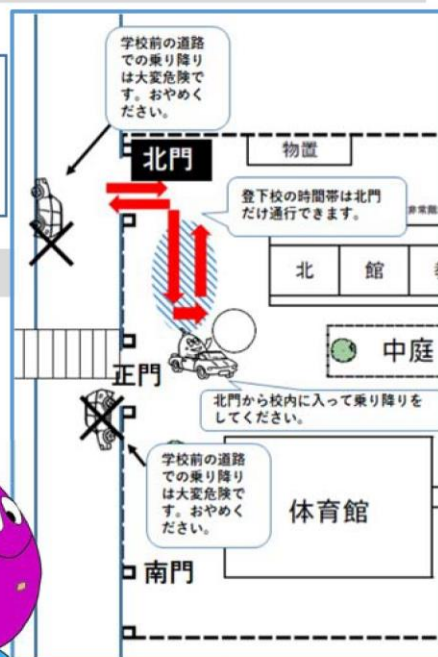 学校前の道路
での乗り降り
は大変危険で
す。おやめく
ださい。
北門
物置
登下校の時間帯は北門
だけ通行できます。
北
館
中庭
正門
北門から校内に入って乗り降りを
してください。
学校前の道路
での乗り降り
は大変危険で
す。おやめく
ださい。
体育館
南門